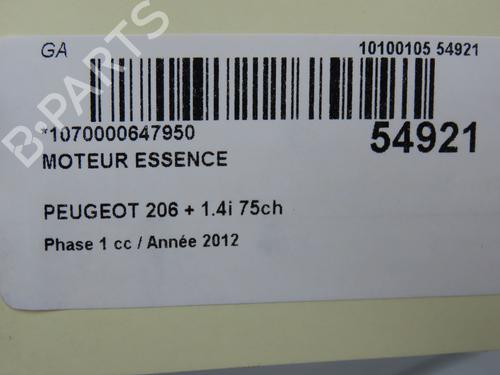 GA
10100105 54921
*1070000647950
54921
MOTEUR ESSENCE
PEUGEOT 206 + 1.4i 75ch
Phase 1 cc / Année 2012
B-PARTS